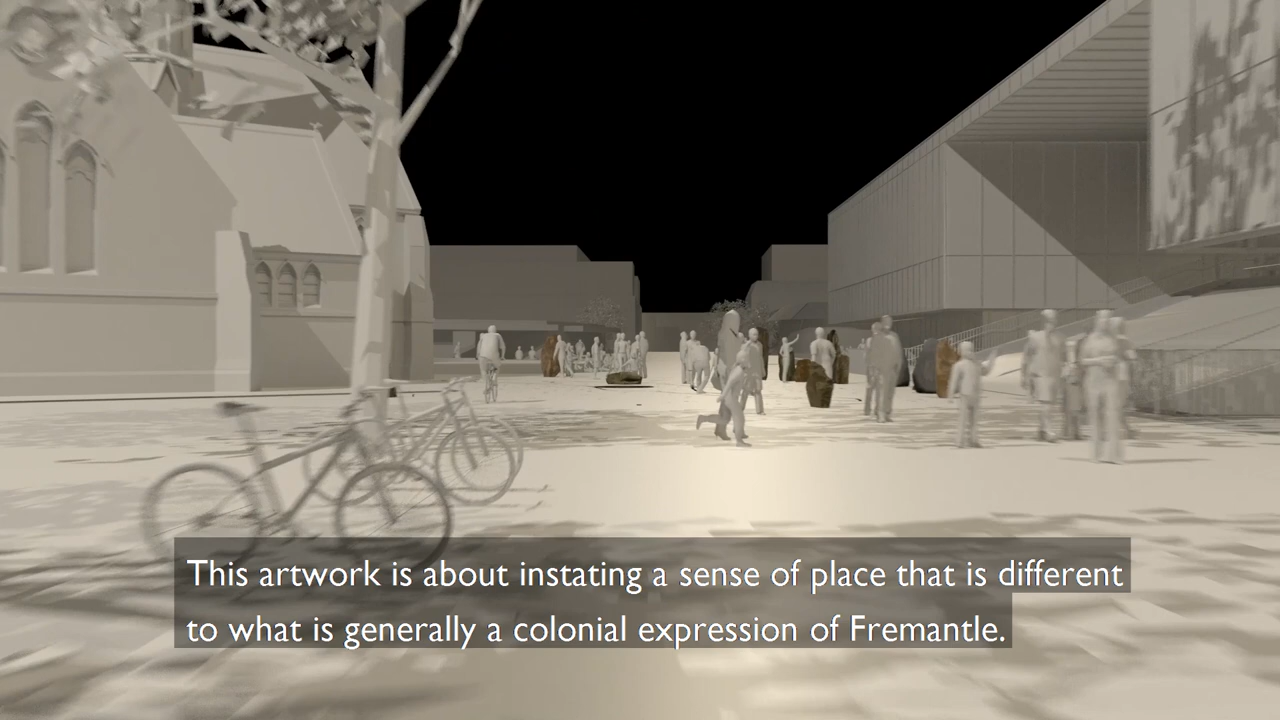 This artwork is about instating a sense of place that is different
to what is generally a colonial expression of Fremantle.